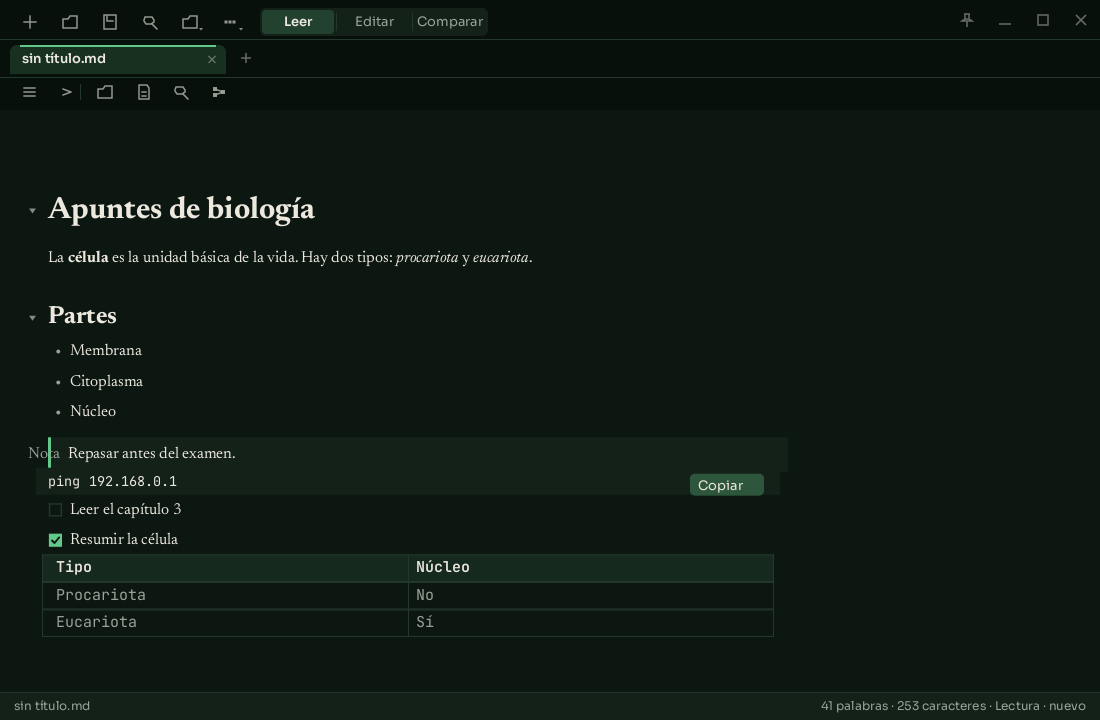 Leer
Editar
Comparar
sin título.md
Apuntes de biología
La célula es la unidad básica de la vida. Hay dos tipos: procariota y eucariota.
Partes
• Membrana
• Citoplasma
• Núcleo
Nota Repasar antes del examen.
ping 192.168.0.1
Copiar
Leer el capítulo 3
Resumir la célula
Tipo Núcleo
Procariota No
Eucariota Sí
sin título.md
41 palabras · 253 caracteres · Lectura · nuevo